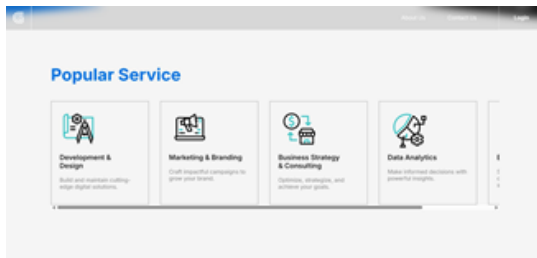 About Us Contact Us Login
Popular Service
Development &
Design
Build and maintain cutting-
edge digital solutions.
Marketing & Branding
Craft impactful campaigns to
grow your brand.
Business Strategy
& Consulting
Optimize, strategize, and
achieve your goals.
Data Analytics
Make informed decisions with
powerful insights.